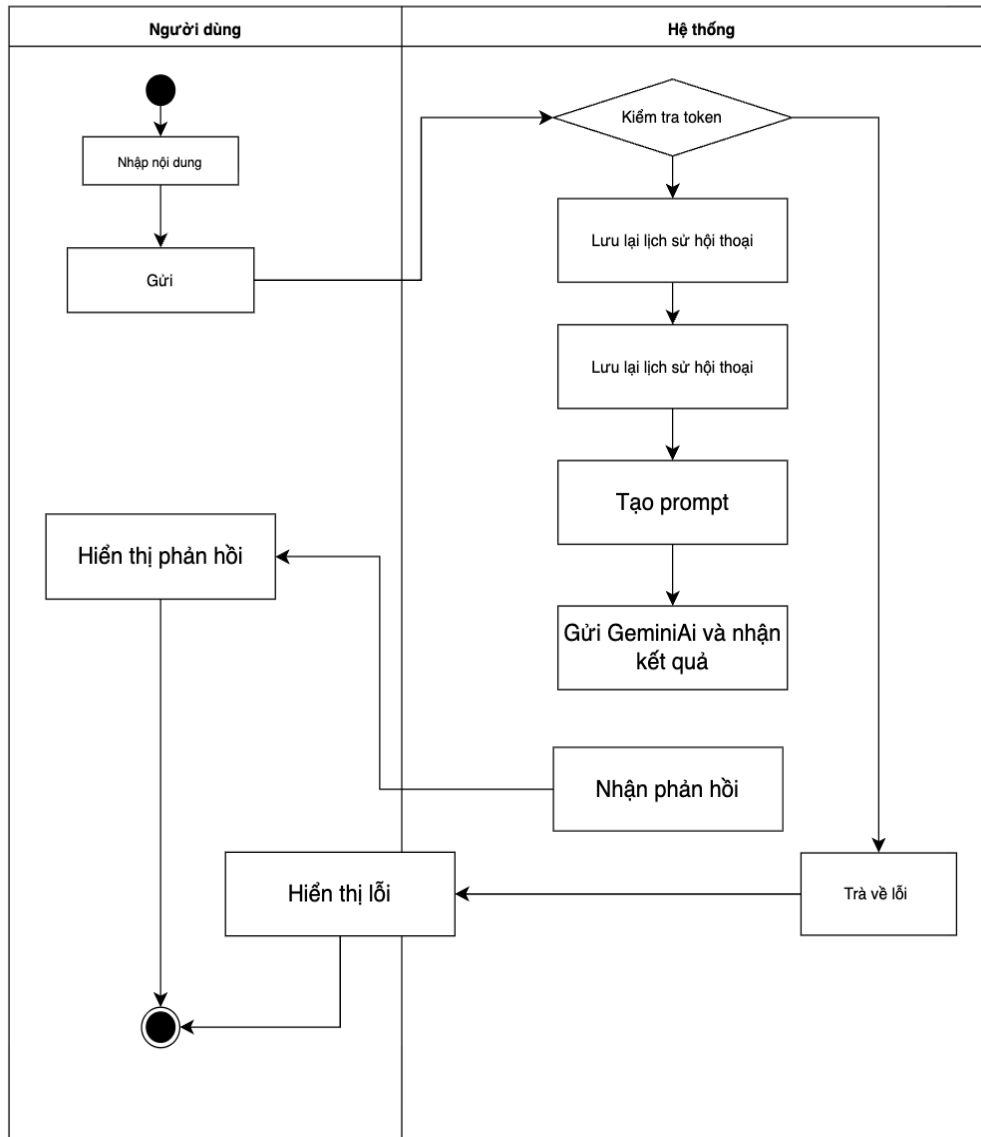 Người dùng
Hệ thống
Kiểm tra token
Nhập nội dung
Lưu lại lịch sử hội thoại
Gửi
Lưu lại lịch sử hội thoại
Tạo prompt
Hiển thị phản hồi
Gửi GeminiAi và nhận
kết quả
Nhận phản hồi
Hiển thị lỗi
Trà về lỗi